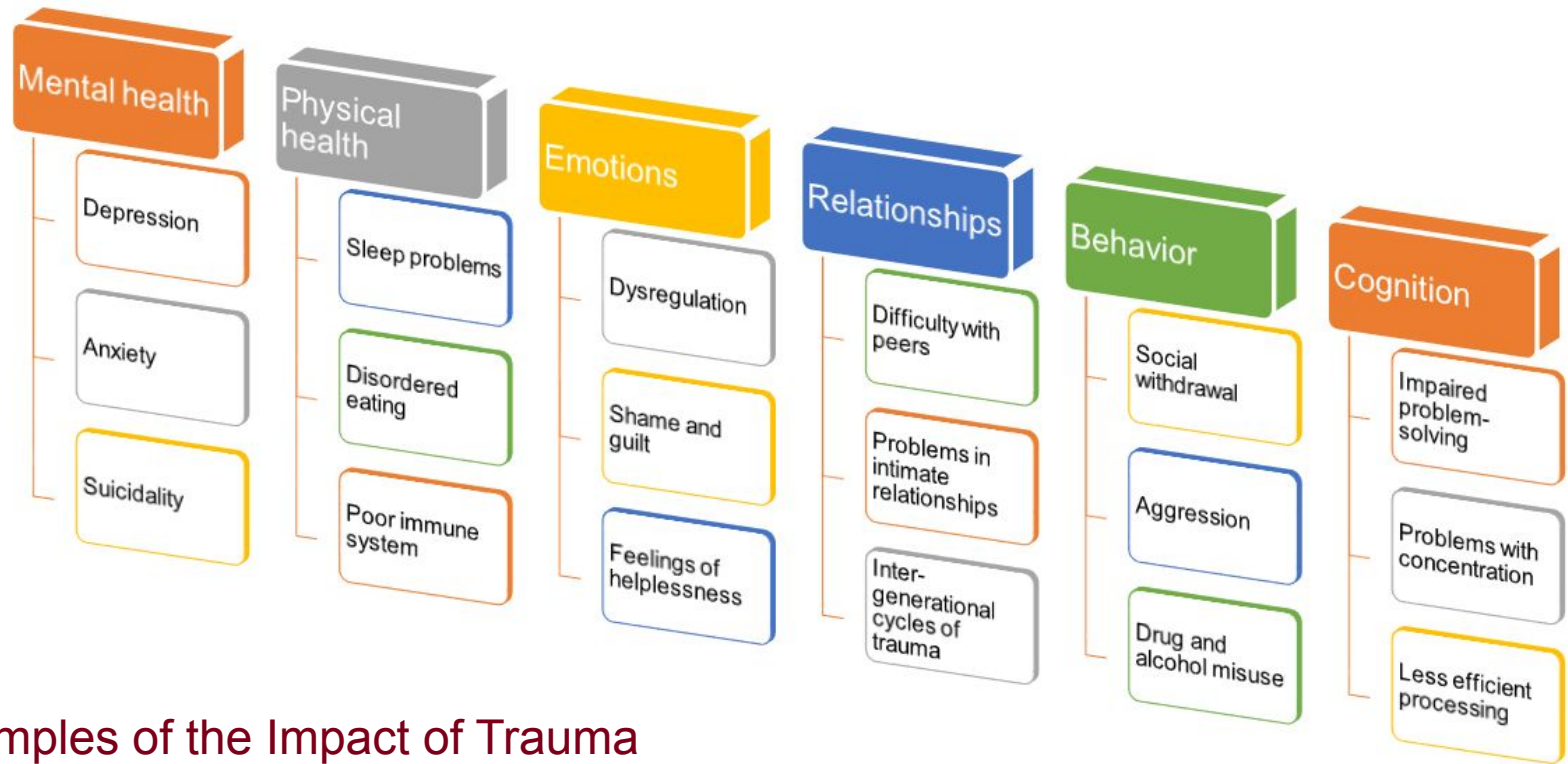 Mental health
Depression
Anxiety
Suicidality
Physical
health
Sleep problems
Disordered
eating
Poor immune
system
Emotions
Dysregulation
Shame and
guilt
Feelings of
helplessness
Relationships
Difficulty with
peers
Problems in
intimate
relationships
Inter-
generational
cycles of
trauma
Behavior
Social
withdrawal
Aggression
Drug and
alcohol misuse
Cognition
Impaired
problem-
solving
Problems with
concentration
Less efficient
processing
mples of the Impact of Trauma